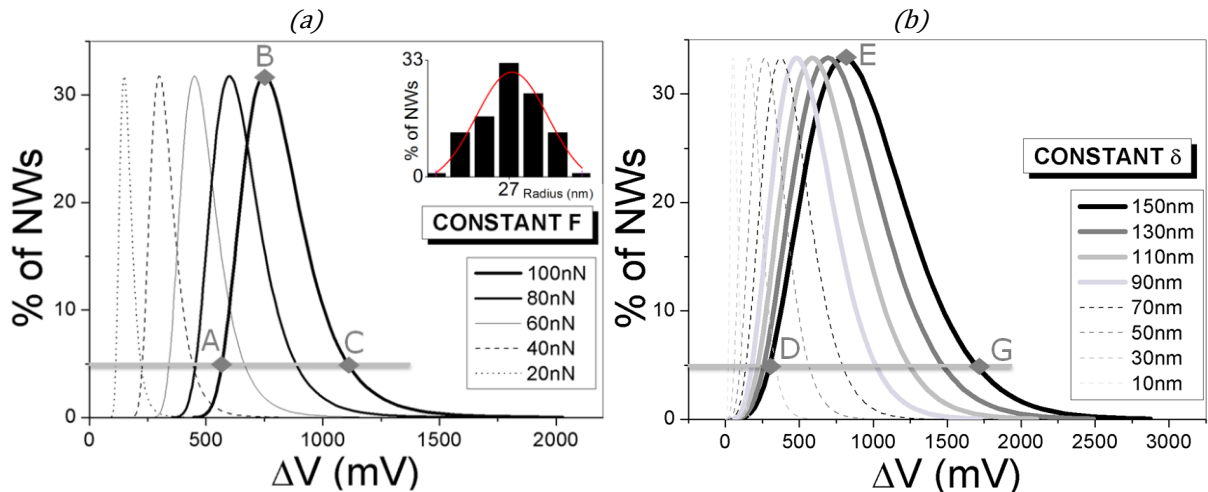 (a)
% of NWs
30
20
10
0
0 500 1000 1500 2000
ΔV (mV)
A
B
C
33
% of NWs
0
27 Radius (nm)
CONSTANT F
100nN
80nN
60nN
40nN
20nN
(b)
% of NWs
30
20
10
0
0 500 1000 1500 2000 2500 3000
ΔV (mV)
D
E
G
CONSTANT δ
150nm
130nm
110nm
90nm
70nm
50nm
30nm
10nm